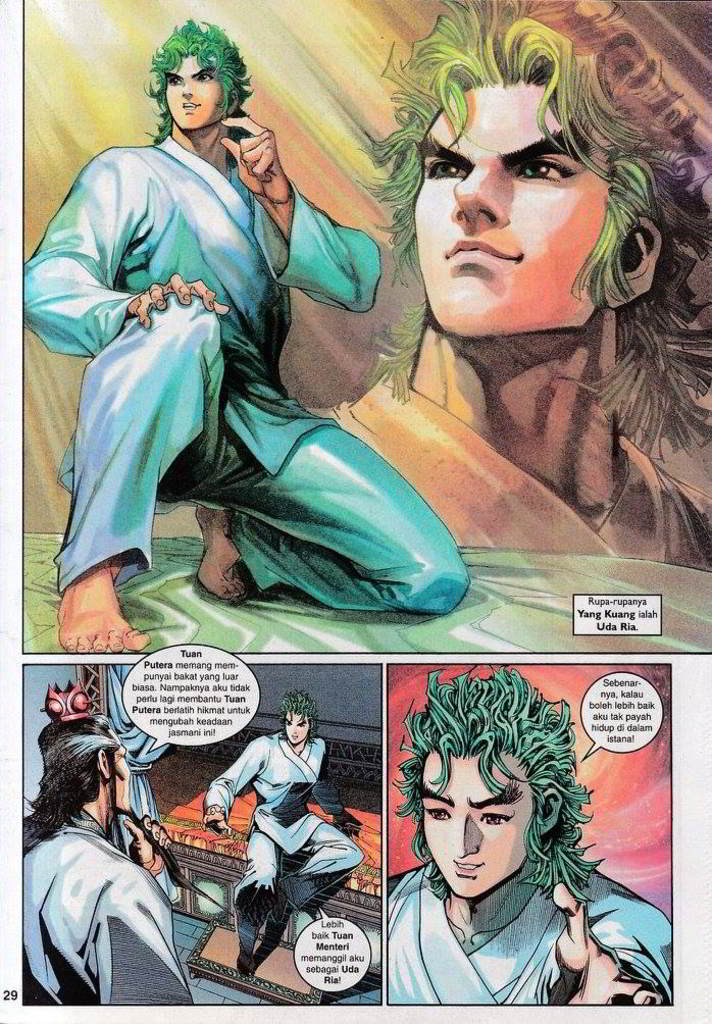 Rupa-rupanya
Yang Kuang ialah
Uda Ria.
Tuan
Putera memang mem-
punyai bakat yang luar
biasa. Nampaknya aku tidak
perlu lagi membantu Tuan
Putera berlatih hikmat untuk
mengubah keadaan
jasmani ini!
Lebih
baik Tuan
Menteri
memanggil aku
sebagai Uda
Ria!
Sebenar-
nya, kalau
boleh lebih baik
aku tak payah
hidup di dalam
istana!
29